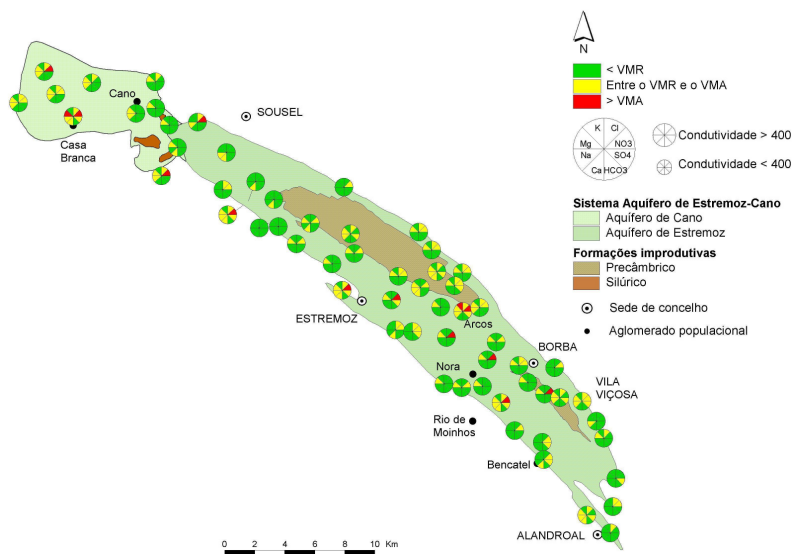 N
< VMR
Entre o VMR e o VMA
> VMA
K Cl
Mg NO3
Na SO4
Ca HCO3
Condutividade > 400
Condutividade < 400
Sistema Aquífero de Estremoz-Cano
Aquífero de Cano
Aquífero de Estremoz
Formações improdutivas
Precâmbrico
Silúrico
Sede de concelho
Aglomerado populacional
Cano
SOUSEL
Casa
Branca
ESTREMOZ
Arcos
BORBA
Nora
VILA
VIÇOSA
Rio de
Moinhos
Bencatel
ALANDROAL
0 2 4 6 8 10 Km